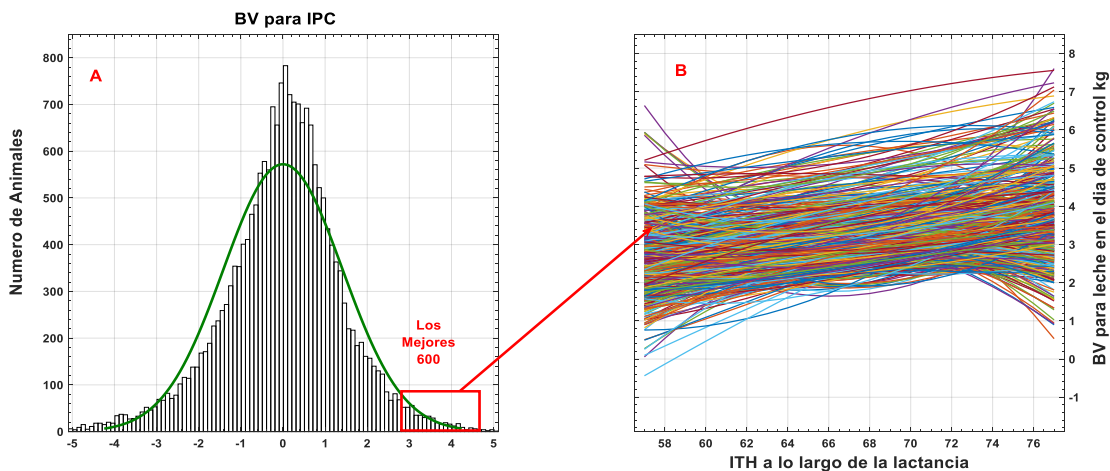 BV para IPC
A
Numero de Animales
800
700
600
500
400
300
200
100
0
-5 -4 -3 -2 -1 0 1 2 3 4 5
Los
Mejores
600
B
8
7
6
5
4
3
2
1
0
-1
BV para leche en el dia de control kg
58 60 62 64 66 68 70 72 74 76
ITH a lo largo de la lactancia